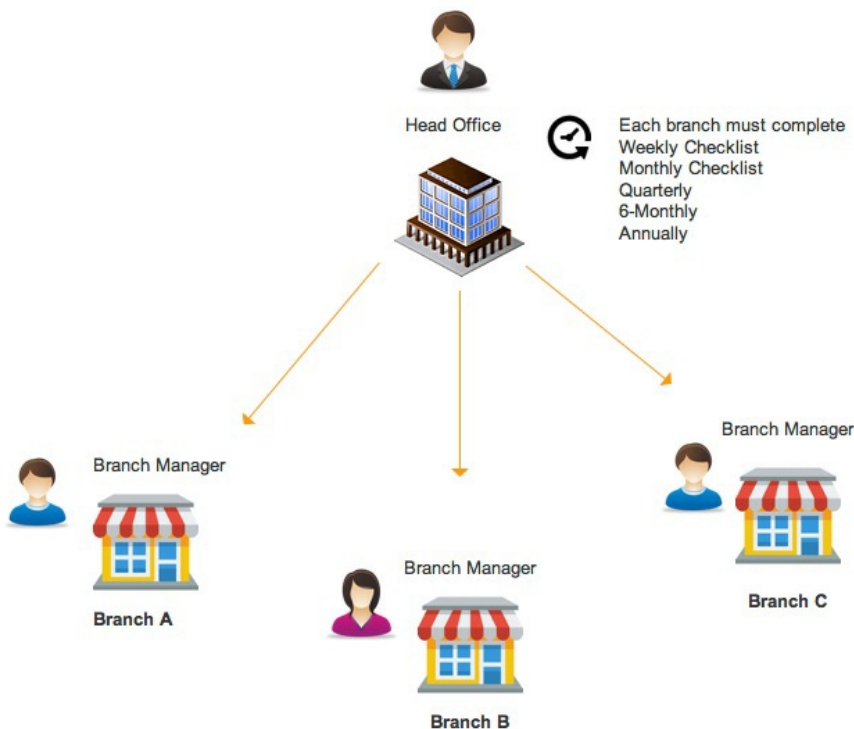 Head Office
Each branch must complete
Weekly Checklist
Monthly Checklist
Quarterly
6-Monthly
Annually
Branch Manager
Branch A
Branch Manager
Branch B
Branch Manager
Branch C